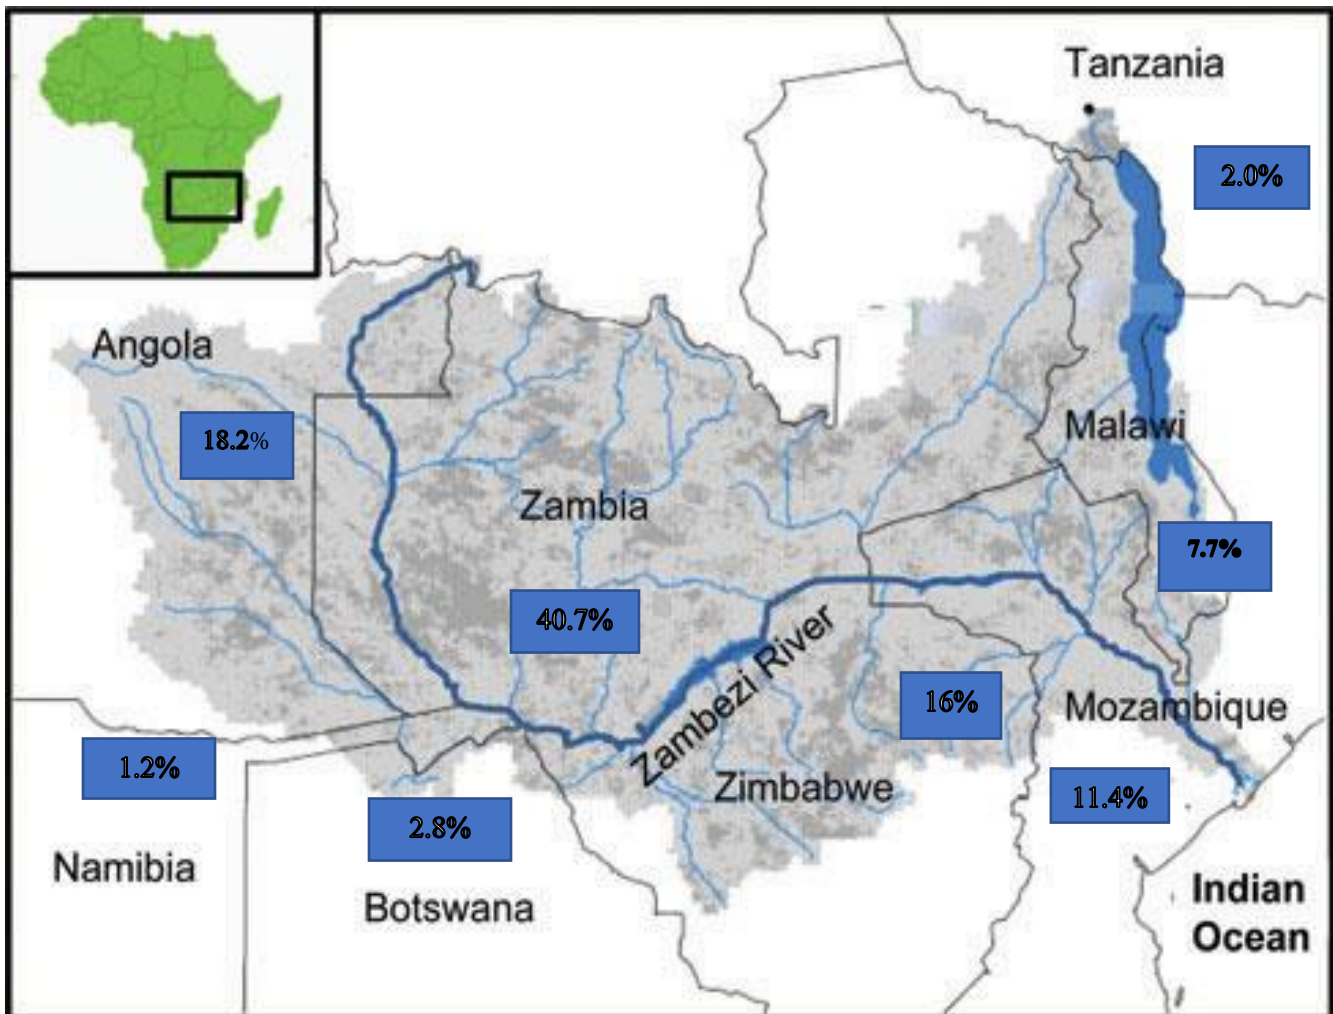 Tanzania
2.0%
Angola
18.2%
Malawi
Zambia
7.7%
40.7%
Zambezi River
16%
Mozambique
1.2%
Zimbabwe
11.4%
2.8%
Namibia
Botswana
Indian
Ocean